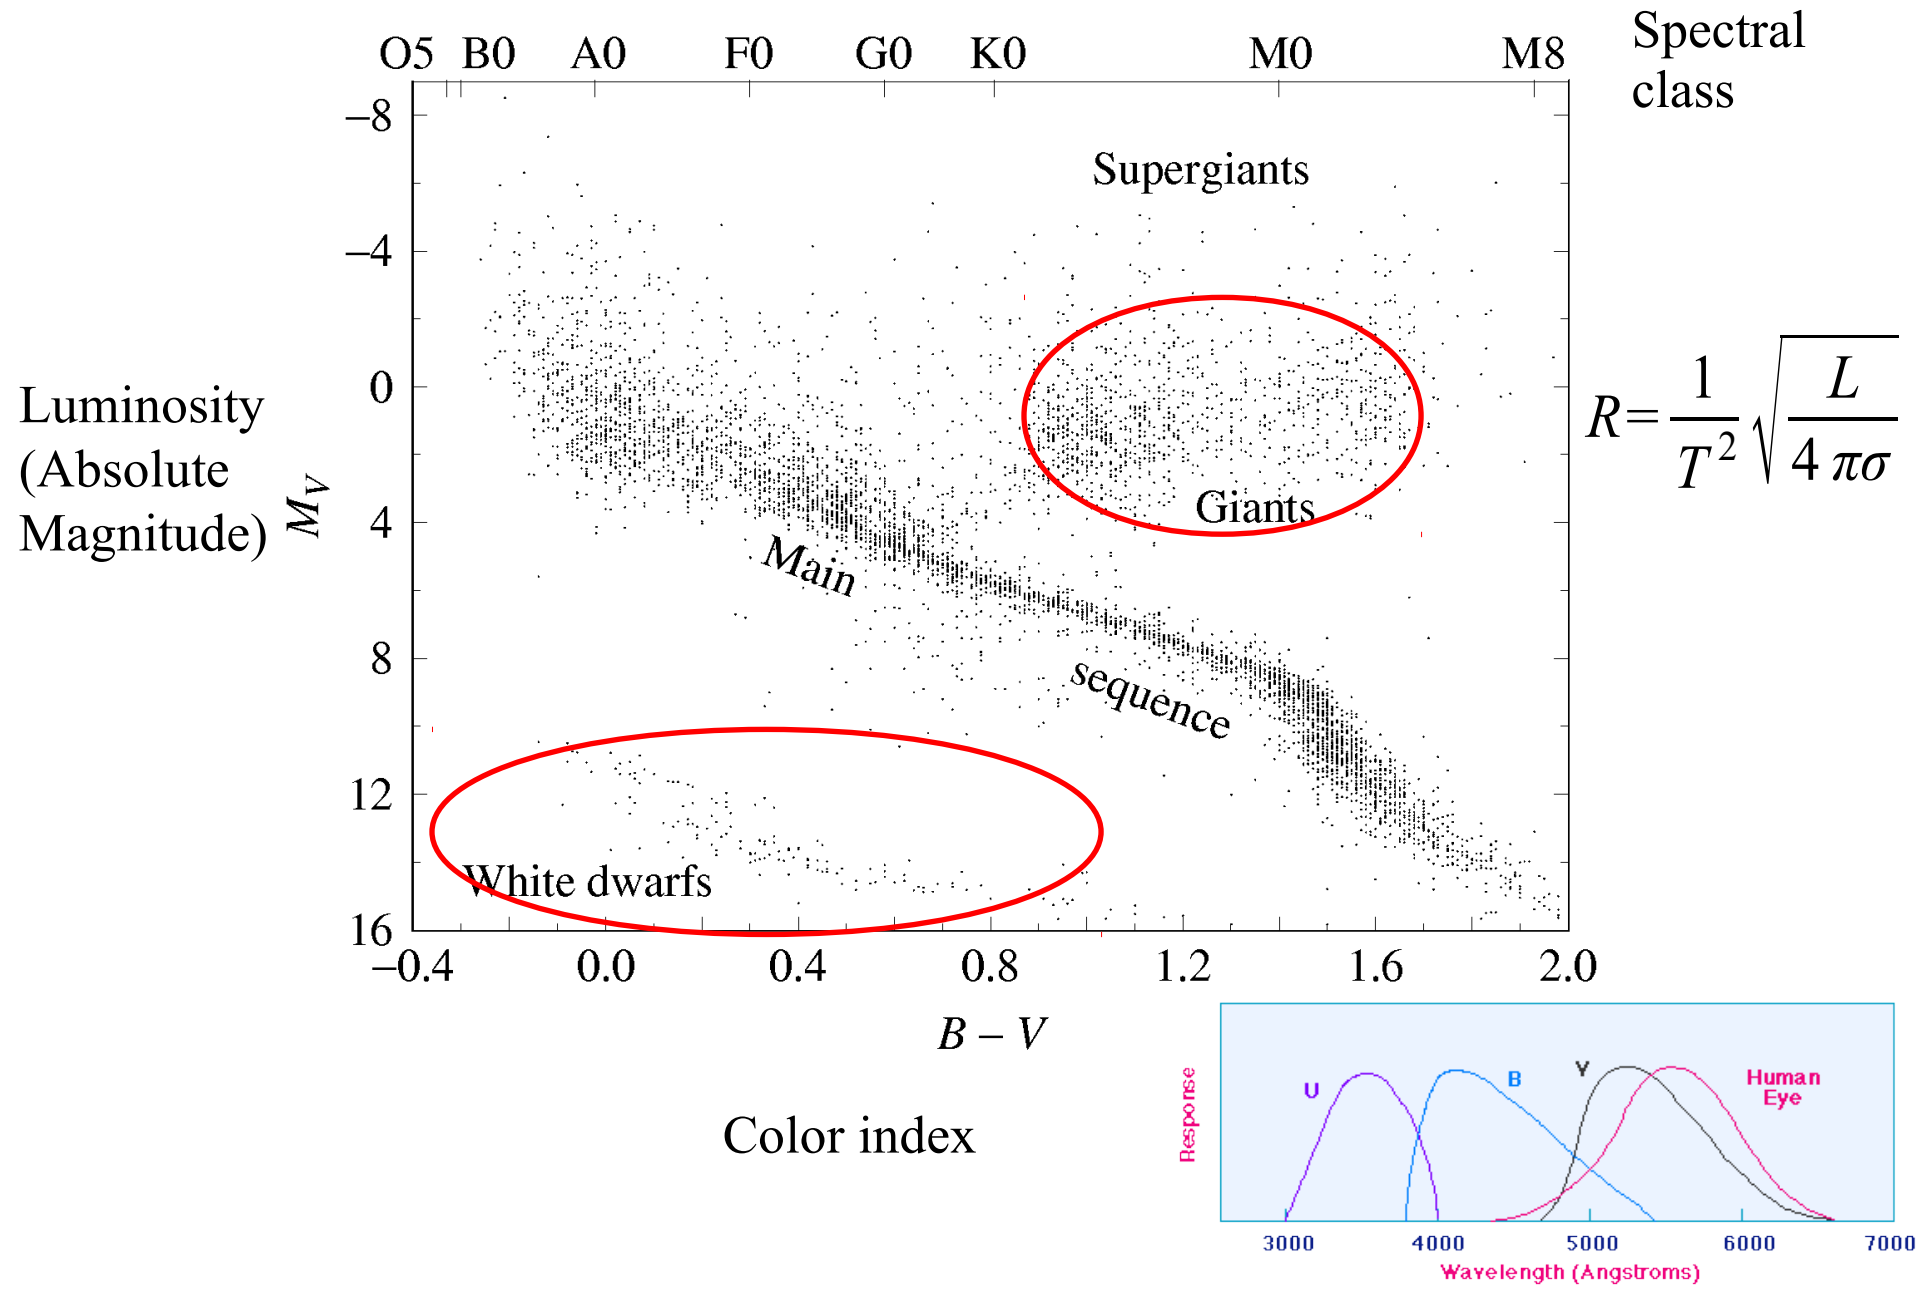 O5 B0 A0 F0 G0 K0 M0 M8
Spectral
class
−8
−4
0
4
8
12
16
Luminosity
(Absolute
Magnitude)
M_V
Supergiants
Giants
Main
sequence
White dwarfs
R = 1/T² √(L/4πσ)
−0.4 0.0 0.4 0.8 1.2 1.6 2.0
B − V
Color index
Response
U
B
V
Human
Eye
3000 4000 5000 6000 7000
Wavelength (Angstroms)